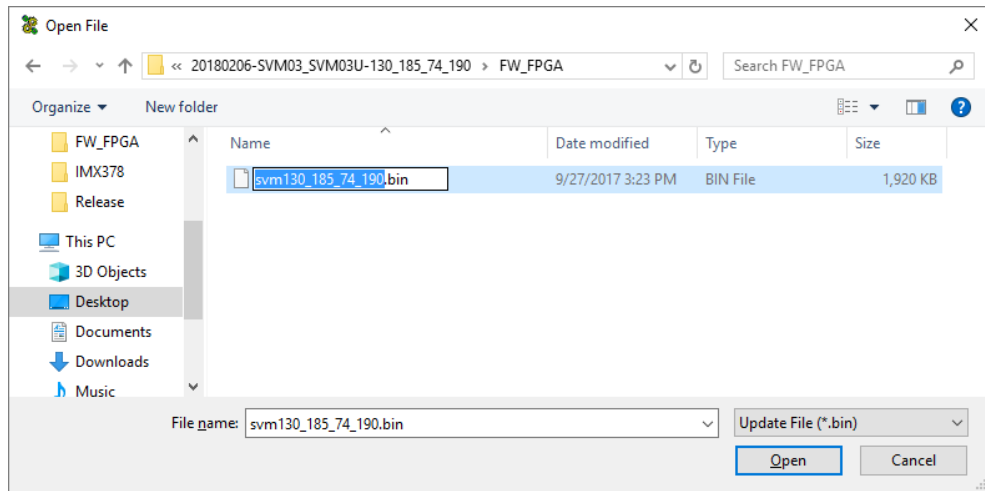 Open File
« 20180206-SVM03_SVM03U-130_185_74_190 > FW_FPGA
Search FW_FPGA
Organize New folder
FW_FPGA
IMX378
Release
This PC
3D Objects
Desktop
Documents
Downloads
Music
Name Date modified Type Size
svm130_185_74_190.bin 9/27/2017 3:23 PM BIN File 1,920 KB
File name: svm130_185_74_190.bin Update File (*.bin)
Open Cancel